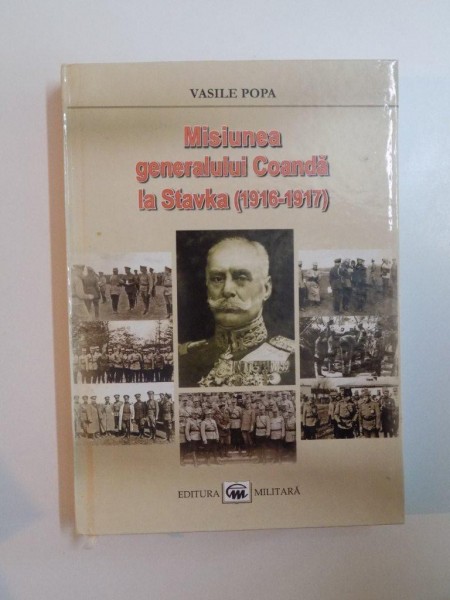 VASILE POPA
Misiunea
generalului Coandă
la Stavka (1916-1917)
EDITURA MILITARĂ